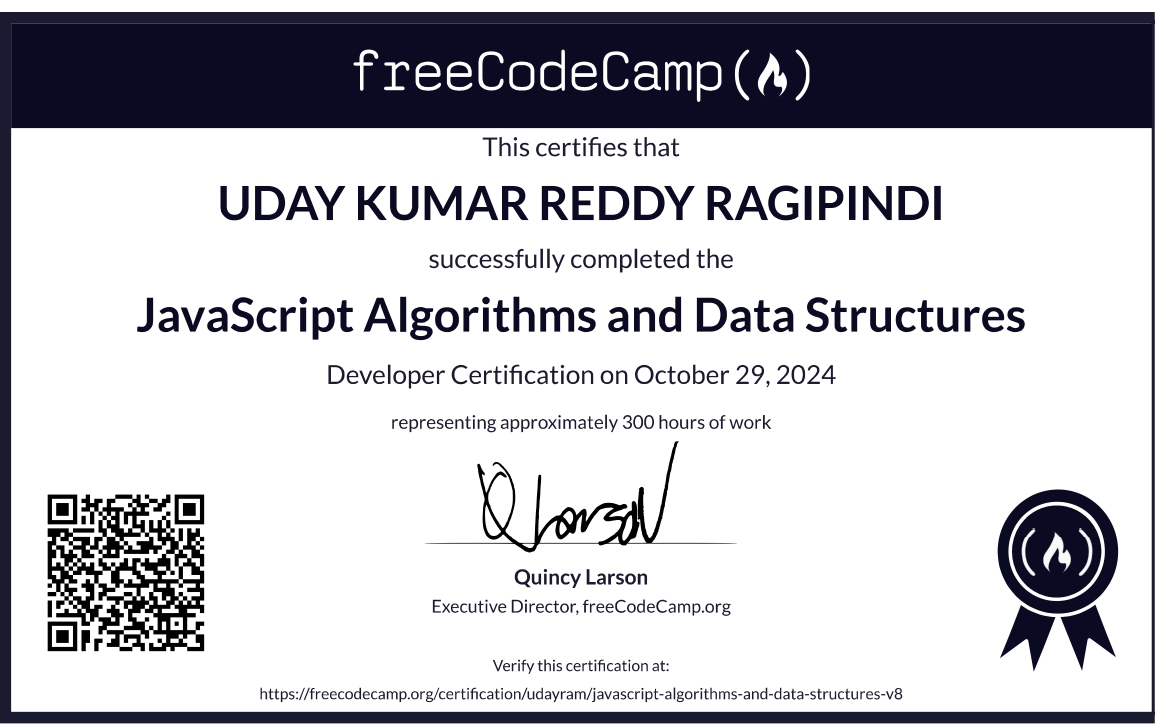 freeCodeCamp
This certifies that
UDAY KUMAR REDDY RAGIPINDI
successfully completed the
JavaScript Algorithms and Data Structures
Developer Certification on October 29, 2024
representing approximately 300 hours of work
Q Larson
Quincy Larson
Executive Director, freeCodeCamp.org
Verify this certification at:
https://freecodecamp.org/certification/udayram/javascript-algorithms-and-data-structures-v8